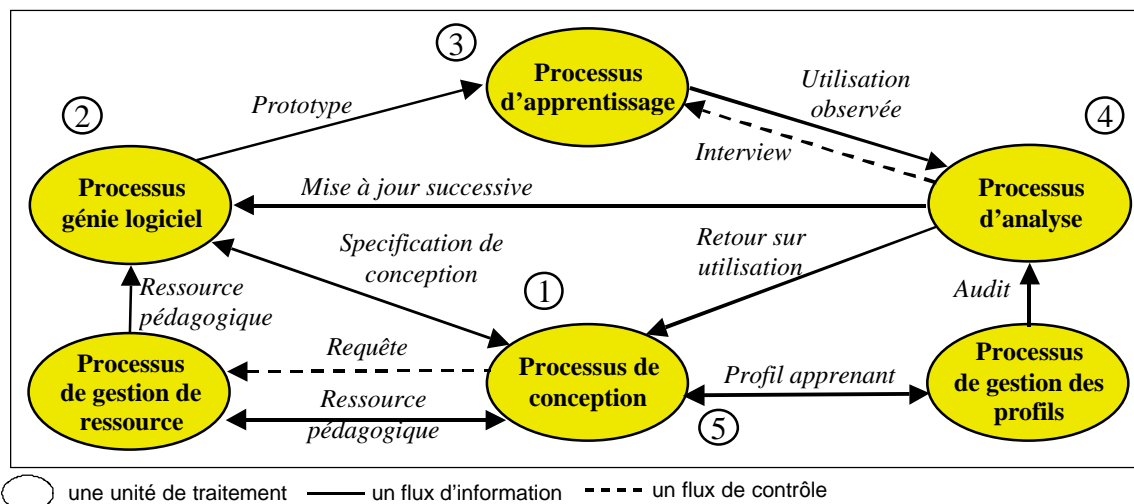 3
Processus
d'apprentissage
Utilisation
observée
Prototype
2
4
Interview
Processus
génie logiciel
Mise à jour successive
Processus
d'analyse
Specification de
conception
Retour sur
utilisation
Ressource
pédagogique
1
Audit
Processus
de gestion de
ressource
Requête
Ressource
pédagogique
Processus de
conception
Profil apprenant
5
Processus
de gestion des
profils
une unité de traitement
un flux d'information
un flux de contrôle